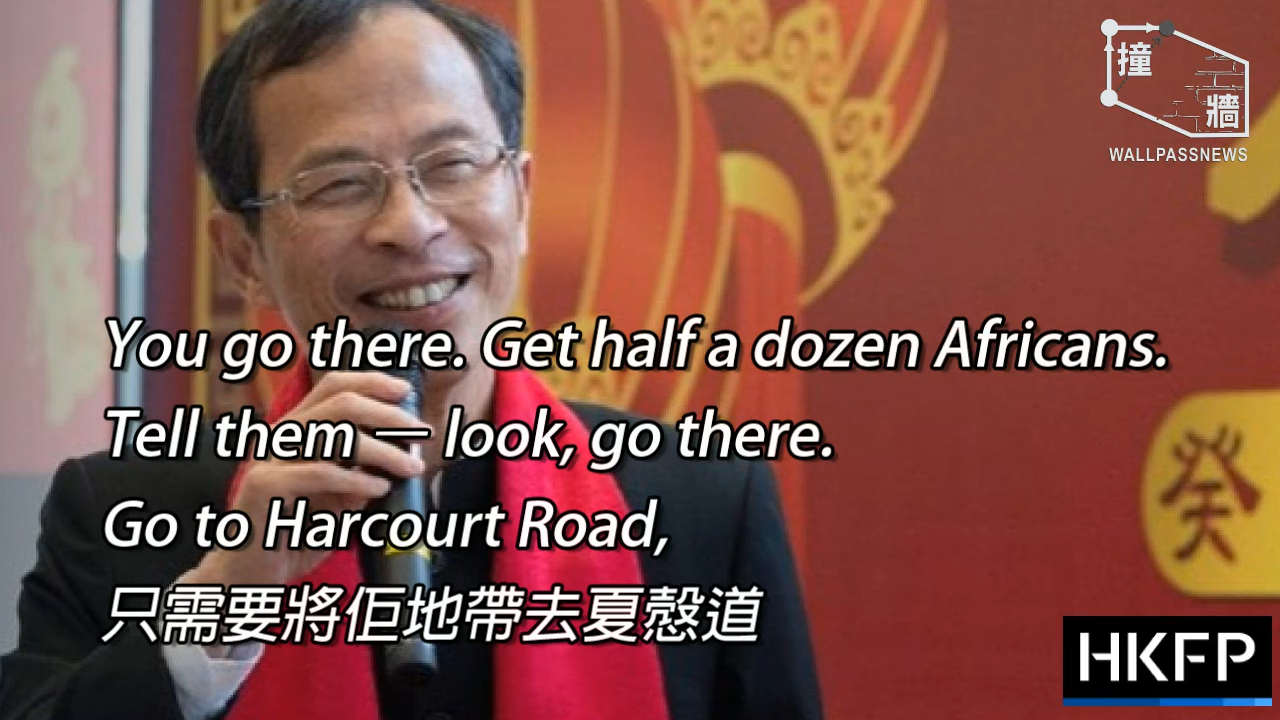 撞
牆
WALLPASSNEWS
You go there. Get half a dozen Africans.
Tell them — look, go there.
Go to Harcourt Road,
只需要將佢地帶去夏慤道
癸
HKFP